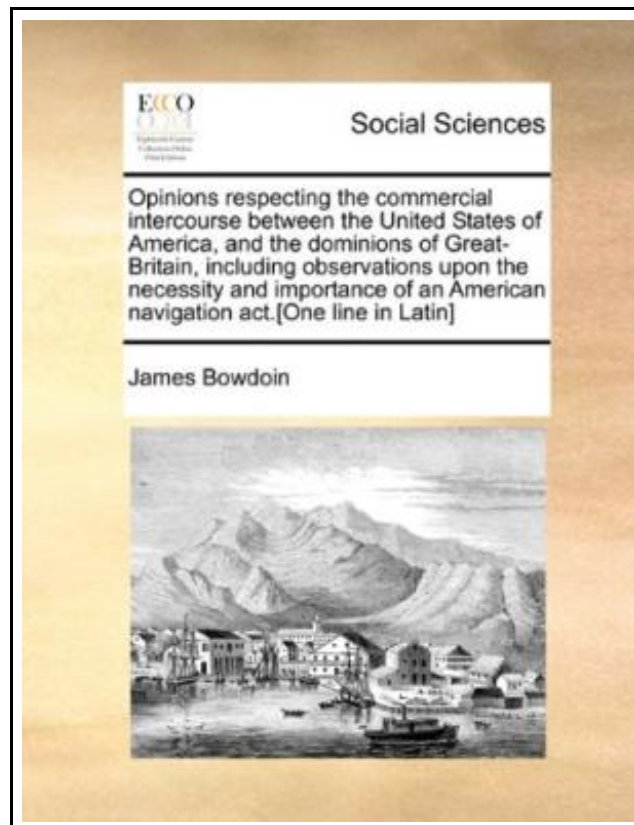 ECCO
Social Sciences
Opinions respecting the commercial
intercourse between the United States of
America, and the dominions of Great-
Britain, including observations upon the
necessity and importance of an American
navigation act.[One line in Latin]
James Bowdoin